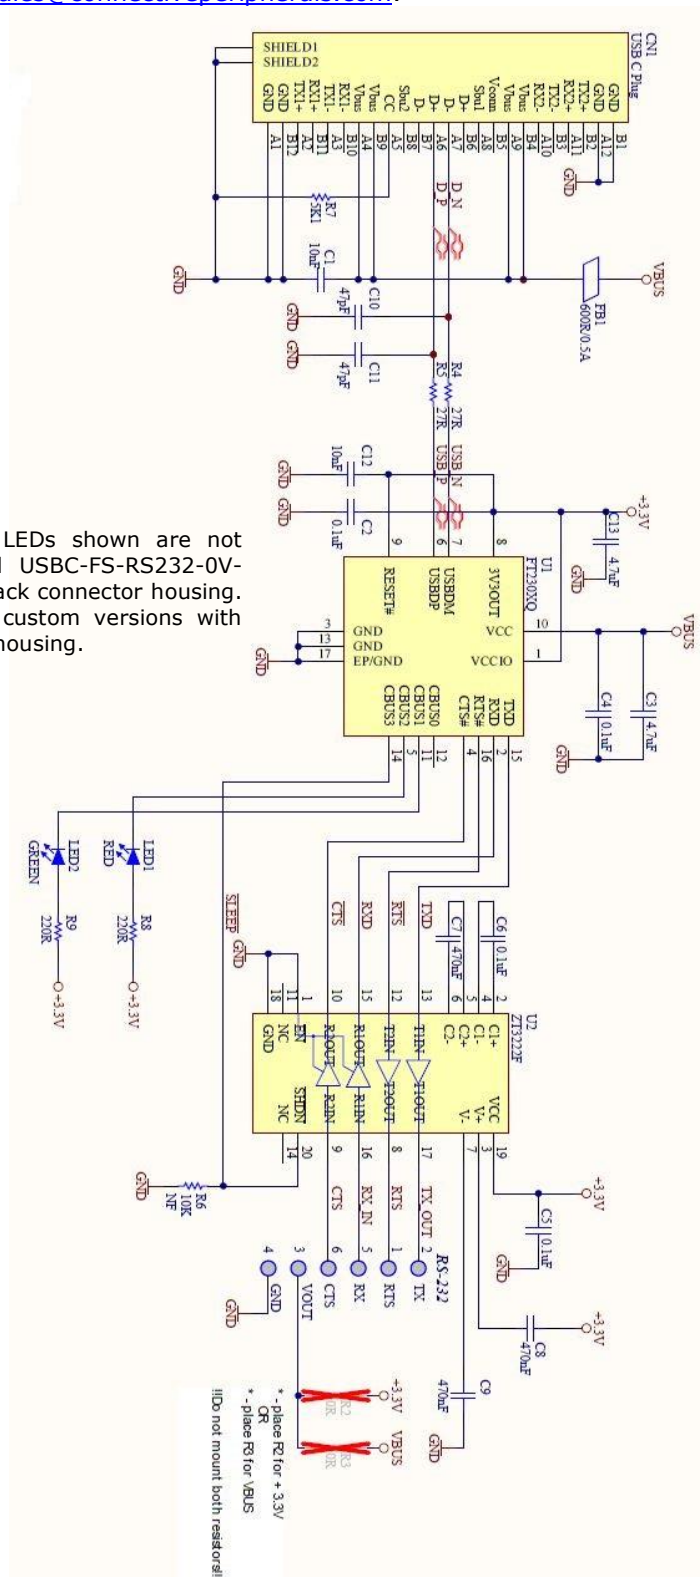 sales@connectiveperipherals.com.
CN1
USB C Plug
SHIELD1
SHIELD2
GND
GND
TX1+
RX1+
TX1-
RX1-
Vbus
Vbus
CC
Sbu2
D-
D+
D-
D+
Sbu1
Vconn
Vbus
Vbus
RX2-
TX2-
RX2+
TX2+
GND
GND
A1
B12
A2
B11
A3
B10
A4
B9
A5
B8
B7
A6
A7
B6
A8
B5
A9
B4
A10
B3
A11
B2
A12
B1
GND
D_P
D_N
R7
5K1
C1
10nF
GND
VBUS
FB1
600R/0.5A
C10
47pF
GND
C11
47pF
GND
R5
27R
R4
27R
USB_P
USB_N
C12
10nF
GND
C2
0.1uF
GND
+3.3V
C13
4.7uF
GND
LEDs shown are not
USBC-FS-RS232-0V-
ack connector housing.
custom versions with
housing.
U1
FT230XQ
9
6
7
8
RESET#
USBDP
USBDM
3V3OUT
3
GND
13
GND
17
EP/GND
GND
VCC
10
VCCIO
1
VBUS
C4
0.1uF
C3
4.7uF
GND
CBUS3
CBUS2
CBUS1
CBUS0
CTS#
RTS#
RXD
TXD
14
5
11
12
4
16
2
15
LED2
GREEN
LED1
RED
R9
220R
+3.3V
R8
220R
+3.3V
SLEEP
GND
CTS
RXD
RTS
TXD
C7
470nF
C6
0.1uF
18
11
1
10
15
12
13
6
5
4
2
U2
ZT3222F
GND
NC
EN
R2OUT
R1OUT
T2IN
T1IN
C2-
C2+
C1-
C1+
NC
SHDN
R2IN
R1IN
T2OUT
T1OUT
V-
V+
VCC
14
20
9
16
8
17
7
3
19
GND
R6
10K
NF
CTS
RX_IN
RTS
TX_OUT
+3.3V
C5
0.1uF
GND
RS-232
4
3
6
5
1
2
GND
VOUT
CTS
RX
RTS
TX
GND
+3.3V
C8
470nF
C9
470nF
GND
R2
0R
+3.3V
R3
0R
VBUS
* - place R2 for + 3.3V
OR
* - place R3 for VBUS
!!Do not mount both resistors!!